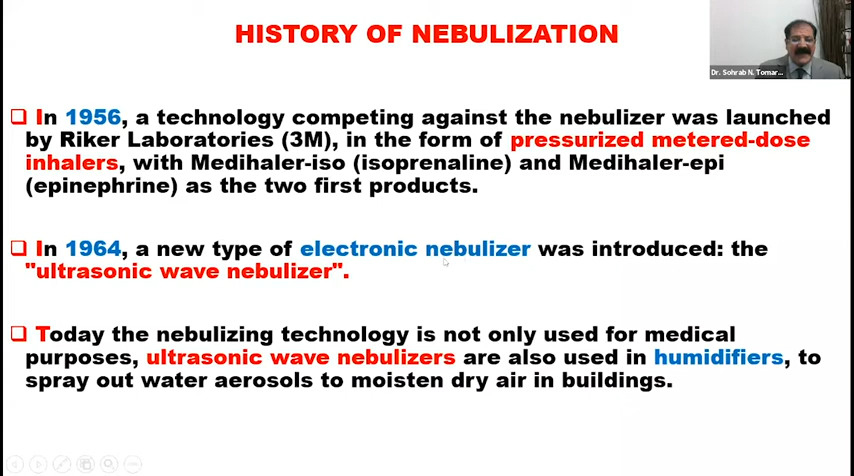 HISTORY OF NEBULIZATION
Dr. Sohrab N. Tomar...
In 1956, a technology competing against the nebulizer was launched
by Riker Laboratories (3M), in the form of pressurized metered-dose
inhalers, with Medihaler-iso (isoprenaline) and Medihaler-epi
(epinephrine) as the two first products.
In 1964, a new type of electronic nebulizer was introduced: the
"ultrasonic wave nebulizer".
Today the nebulizing technology is not only used for medical
purposes, ultrasonic wave nebulizers are also used in humidifiers, to
spray out water aerosols to moisten dry air in buildings.